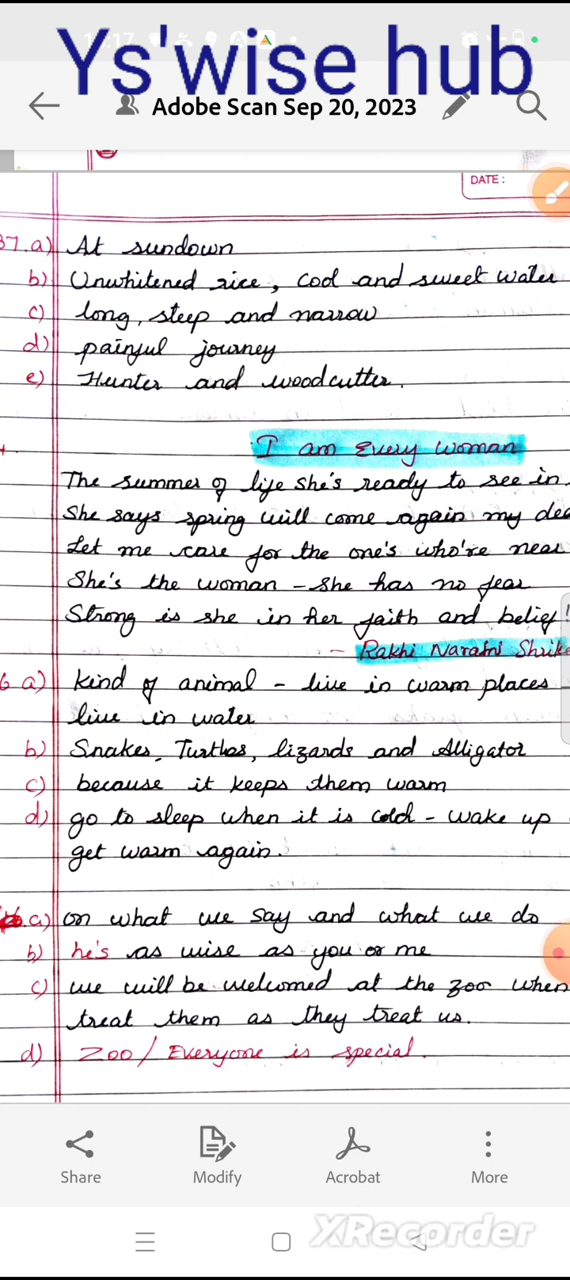 Ys'wise hub
Adobe Scan Sep 20, 2023
DATE:
37.a) At sundown
b) Unwhitened rice, cool and sweet water
c) long, steep and narrow
d) painful journey
e) Hunter and woodcutter.
I am Every woman
The summer of life she's ready to see in
She says spring will come again my dea
Let me care for the one's who're near
She's the woman - she has no fear
Strong is she in her faith and belief!
- Rakhi Naraini Shrik
6 a) kind of animal - live in warm places -
live in water
b) Snakes, Turtles, lizards and Alligator
c) because it keeps them warm
d) go to sleep when it is cold - wake up
get warm again.
a) on what we say and what we do
b) he's as wise as you or me
c) we will be welcomed at the zoo when
treat them as they treat us.
d) Zoo/ Everyone is special.
Share Modify Acrobat More
XRecorder